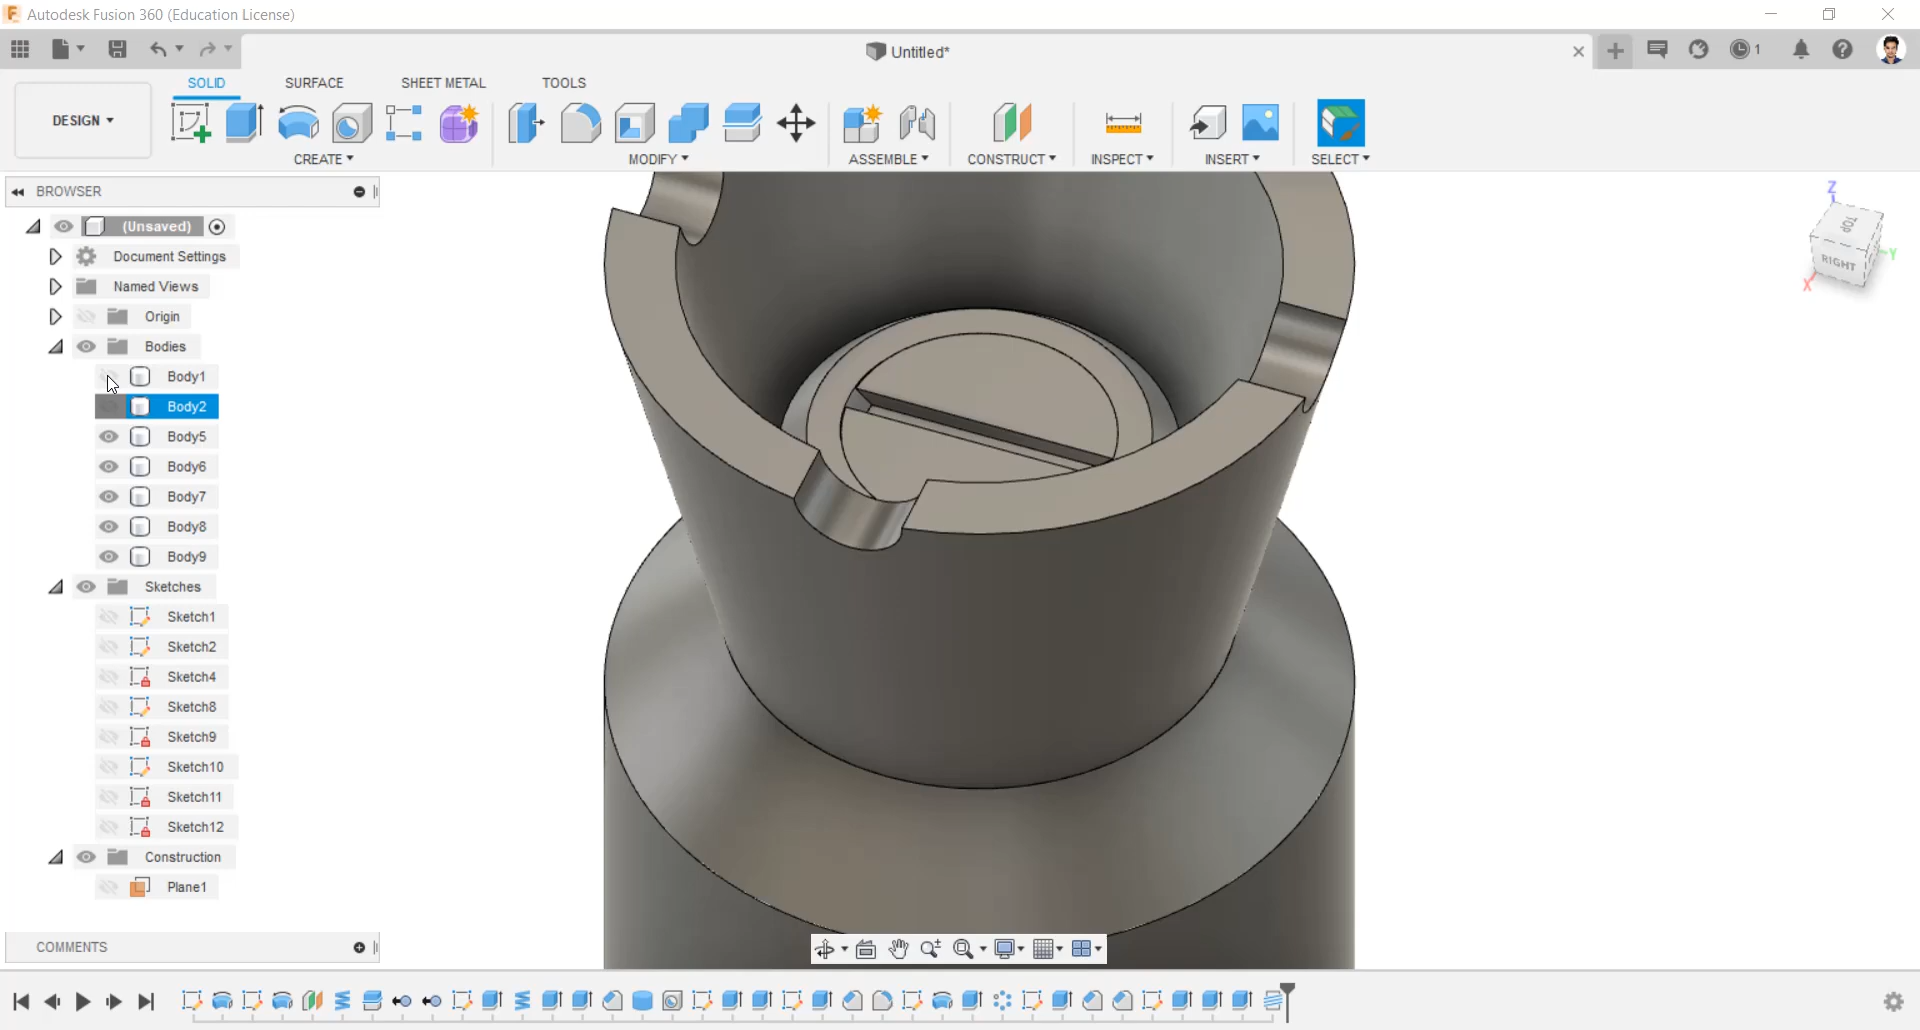 Autodesk Fusion 360 (Education License)
Untitled*
1
DESIGN
SOLID
SURFACE
SHEET METAL
TOOLS
CREATE
MODIFY
ASSEMBLE
CONSTRUCT
INSPECT
INSERT
SELECT
BROWSER
(Unsaved)
Document Settings
Named Views
Origin
Bodies
Body1
Body2
Body5
Body6
Body7
Body8
Body9
Sketches
Sketch1
Sketch2
Sketch4
Sketch8
Sketch9
Sketch10
Sketch11
Sketch12
Construction
Plane1
COMMENTS
Z
TOP
RIGHT
Y
X